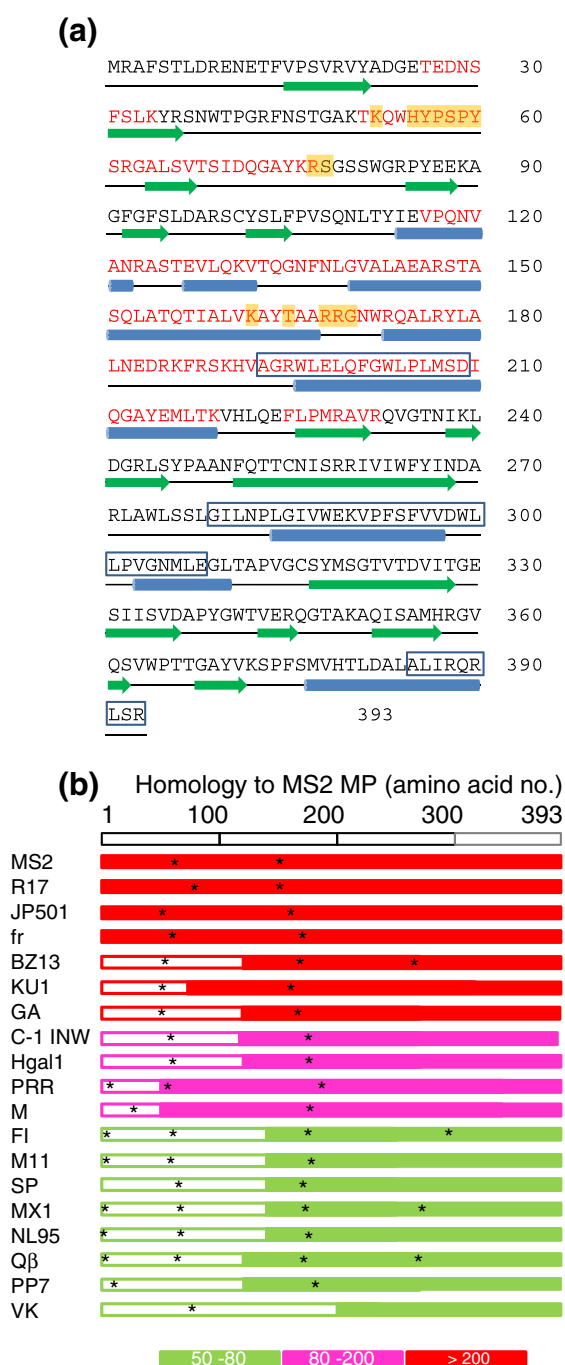 (a)
MRAFSTLDRENETFVPSVRVYADGETEDNS 30
FSLKYRSNWTPGRFNSTGAKTKQWHYPSPY 60
SRGALSVTSIDQGAYKRSGSSWGRPYEEKA 90
GFGFSLDARSCYSLFPVSQNLTYIEVPQNV 120
ANRASTEVLQKVTQGNFNLGVALAEARSTA 150
SQLATQTIALVKAYTAARRGNWRQALRYLA 180
LNEDRKFRSKHVAGRWLELQFGWLPLMSDI 210
QGAYEMLTKVHLQEFLPMRAVRQVGTNIKL 240
DGRLSYPAANFQTTCNISRRIVIWFYINDA 270
RLAWLSSLGILNPLGIVWEKVPFSFVVDWL 300
LPVGNMLEGLTAPVGCSYMSGTVTDVITGE 330
SIISVDAPYGWTVERQGTAKAQISAMHRGV 360
QSVWPTTGAYVKSPFSMVHTLDALALIRQR 390
LSR 393
(b) Homology to MS2 MP (amino acid no.)
1 100 200 300 393
MS2 * *
R17 * *
JP501 * *
fr * *
BZ13 * * *
KU1 * *
GA * *
C-1 INW * *
Hgal1 * *
PRR * * *
M * *
FI * * * *
M11 * * *
SP * *
MX1 * * * *
NL95 * * *
Qβ * * * *
PP7 * *
VK *
50 -80 80 -200 > 200